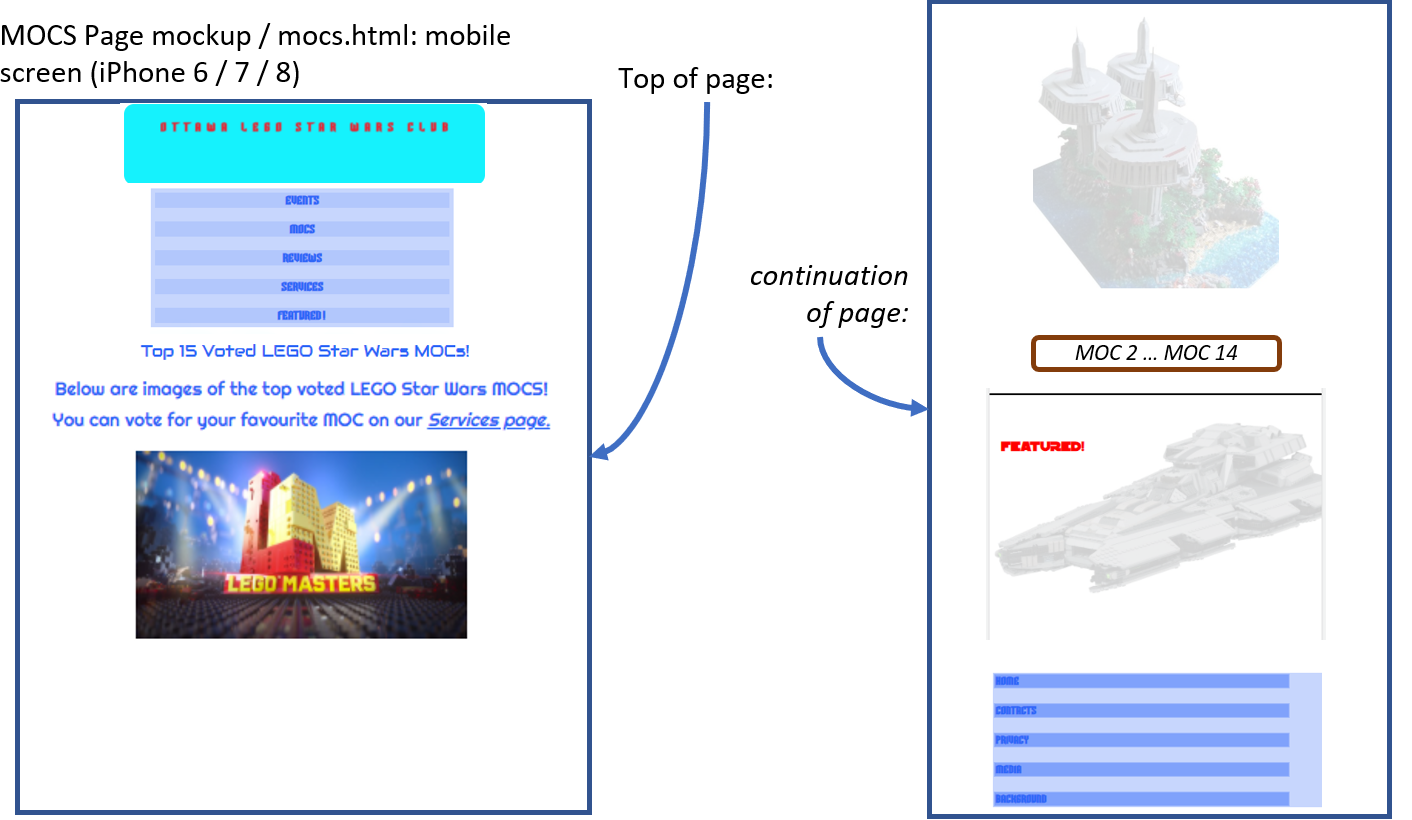 MOCS Page mockup / mocs.html: mobile
screen (iPhone 6 / 7 / 8)
Top of page:
OTTAWA LEGO STAR WARS CLUB
EVENTS
MOCS
REVIEWS
SERVICES
FEATURED!
Top 15 Voted LEGO Star Wars MOCs!
Below are images of the top voted LEGO Star Wars MOCS!
You can vote for your favourite MOC on our Services page.
LEGO MASTERS
continuation
of page:
MOC 2 ... MOC 14
FEATURED!
HOME
CONTACTS
PRIVACY
MEDIA
BACKGROUND